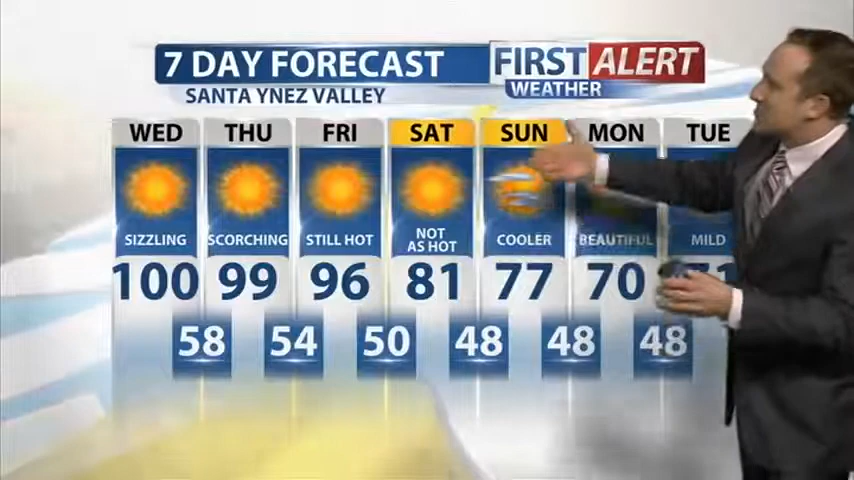 7 DAY FORECAST
FIRST ALERT
WEATHER
SANTA YNEZ VALLEY
WED THU FRI SAT SUN MON TUE
SIZZLING SCORCHING STILL HOT NOT AS HOT COOLER BEAUTIFUL MILD
100 99 96 81 77 70 71
58 54 50 48 48 48